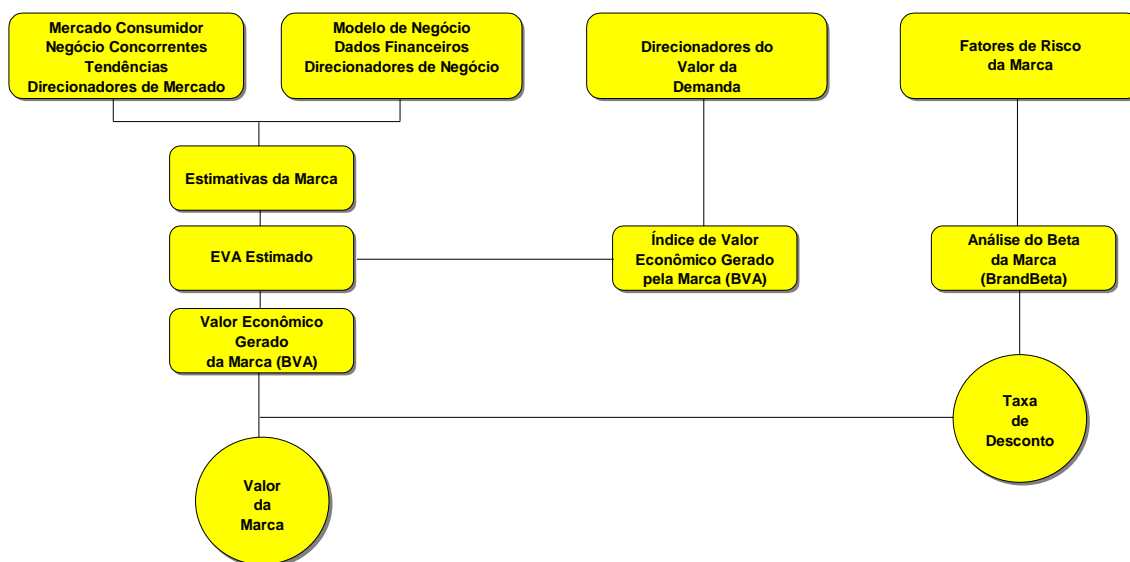 Mercado Consumidor
Negócio Concorrentes
Tendências
Direcionadores de Mercado
Modelo de Negócio
Dados Financeiros
Direcionadores de Negócio
Direcionadores do
Valor da
Demanda
Fatores de Risco
da Marca
Estimativas da Marca
EVA Estimado
Índice de Valor
Econômico Gerado
pela Marca (BVA)
Análise do Beta
da Marca
(BrandBeta)
Valor Econômico
Gerado
da Marca (BVA)
Taxa
de
Desconto
Valor
da
Marca